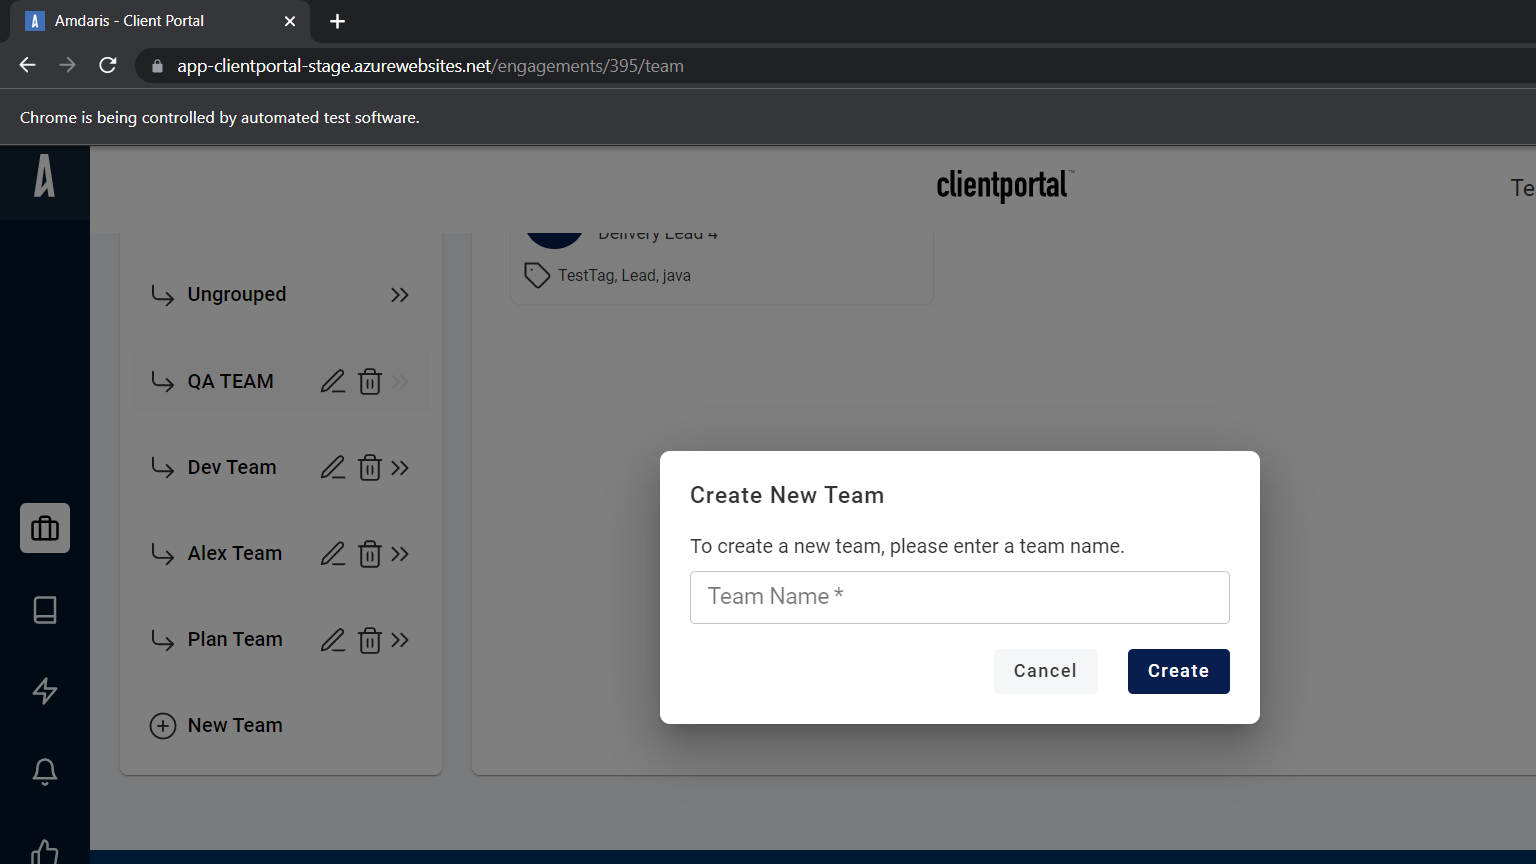 Amdaris - Client Portal
app-clientportal-stage.azurewebsites.net/engagements/395/team
Chrome is being controlled by automated test software.
clientportal™
Te
Delivery Lead 4
TestTag, Lead, java
Ungrouped
QA TEAM
Dev Team
Alex Team
Plan Team
New Team
Create New Team
To create a new team, please enter a team name.
Team Name *
Cancel
Create